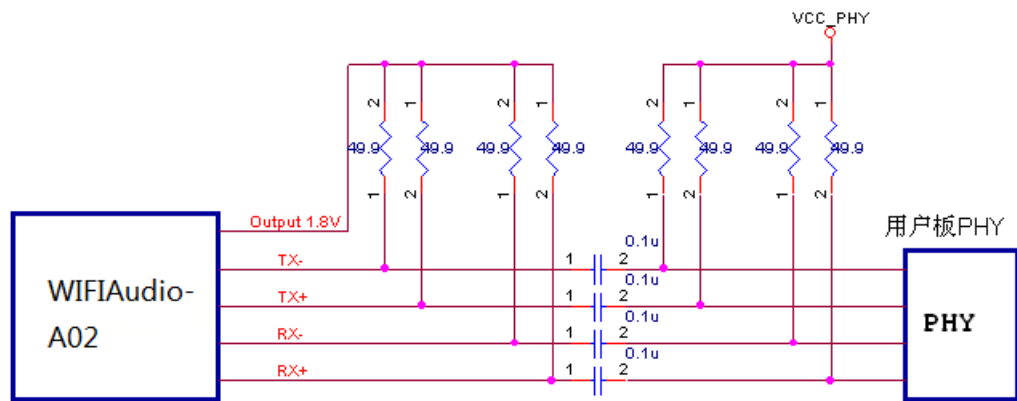 VCC_PHY
2 1 2 1 2 1 2 1
49.9 49.9 49.9 49.9 49.9 49.9 49.9 49.9
1 2 1 2 1 2 1 2
Output 1.8V
用户板PHY
0.1u
TX- 1 2
0.1u
TX+ 1 2
0.1u
RX- 1 2
0.1u
RX+ 1 2
WIFIAudio-
A02
PHY